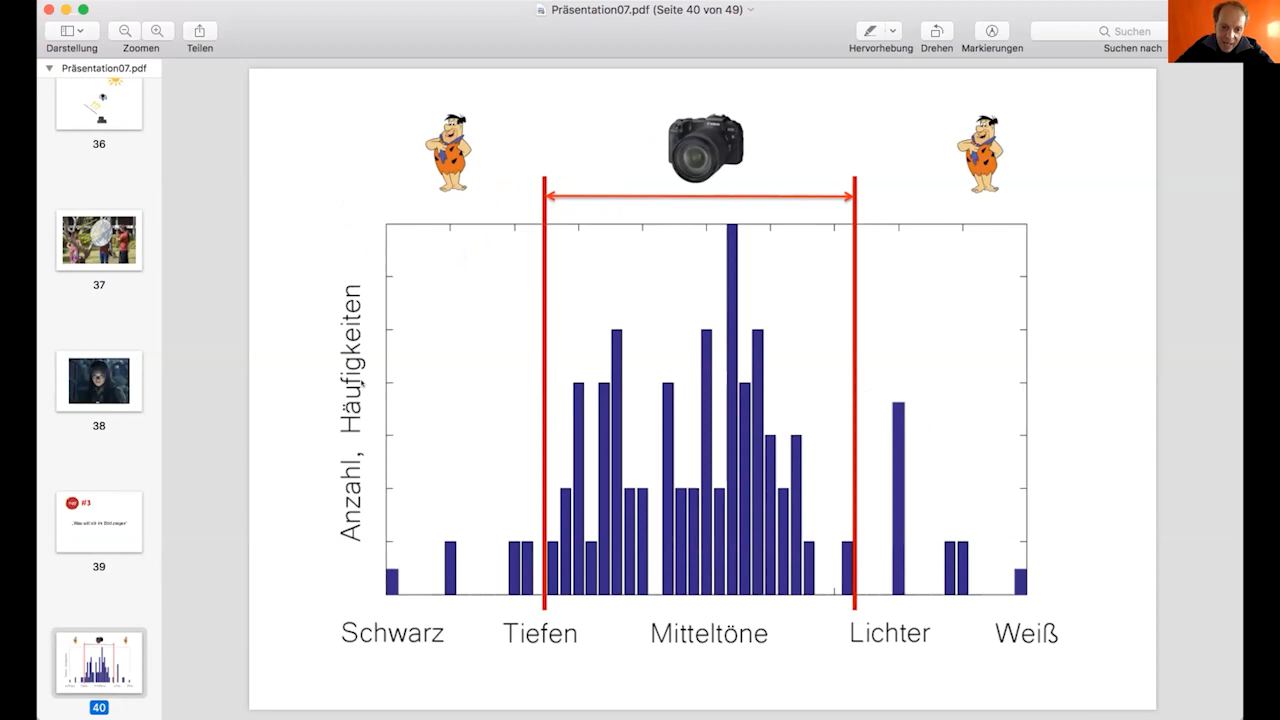 Präsentation07.pdf (Seite 40 von 49)
Darstellung
Zoomen
Teilen
Hervorhebung
Drehen
Markierungen
Suchen
Suchen nach
Präsentation07.pdf
36
37
38
#3
39
40
Anzahl, Häufigkeiten
Schwarz
Tiefen
Mitteltöne
Lichter
Weiß